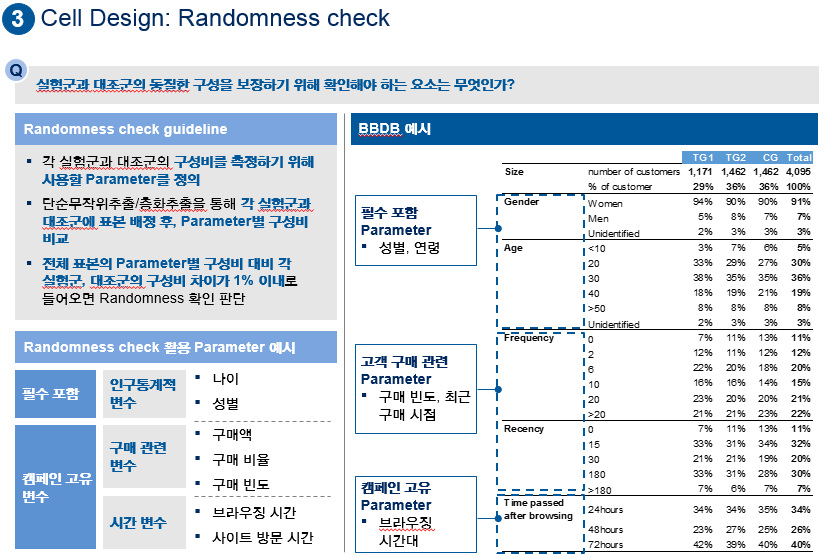 3 Cell Design: Randomness check
Q
실험군과 대조군의 동질한 구성을 보장하기 위해 확인해야 하는 요소는 무엇인가?
Randomness check guideline
▪ 각 실험군과 대조군의 구성비를 측정하기 위해
사용할 Parameter를 정의
▪ 단순무작위추출/층화추출을 통해 각 실험군과
대조군에 표본 배정 후, Parameter별 구성비
비교
▪ 전체 표본의 Parameter별 구성비 대비 각
실험군, 대조군의 구성비 차이가 1% 이내로
들어오면 Randomness 확인 판단
Randomness check 활용 Parameter 예시
필수 포함
인구통계적
변수
▪ 나이
▪ 성별
캠페인 고유
변수
구매 관련
변수
▪ 구매액
▪ 구매 비율
▪ 구매 빈도
시간 변수
▪ 브라우징 시간
▪ 사이트 방문 시간
BBDB 예시
필수 포함
Parameter
▪ 성별, 연령
고객 구매 관련
Parameter
▪ 구매 빈도, 최근
구매 시점
캠페인 고유
Parameter
▪ 브라우징
시간대
TG1 TG2 CG Total
Size number of customers 1,171 1,462 1,462 4,095
% of customer 29% 36% 36% 100%
Gender Women 94% 90% 90% 91%
Men 5% 8% 7% 7%
Unidentified 2% 3% 3% 3%
Age <10 3% 7% 6% 5%
20 33% 29% 27% 30%
30 38% 35% 35% 36%
40 18% 19% 21% 19%
>50 8% 8% 8% 8%
Unidentified 2% 3% 3% 3%
Frequency 0 7% 11% 13% 11%
2 12% 11% 12% 12%
6 22% 20% 18% 20%
10 16% 16% 14% 15%
20 23% 20% 20% 21%
>20 21% 21% 23% 22%
Recency 0 7% 11% 13% 11%
15 33% 31% 34% 32%
30 21% 21% 19% 20%
180 33% 31% 28% 30%
>180 7% 6% 7% 7%
Time passed
after browsing 24hours 34% 34% 35% 34%
48hours 23% 27% 25% 26%
72hours 42% 39% 40% 40%